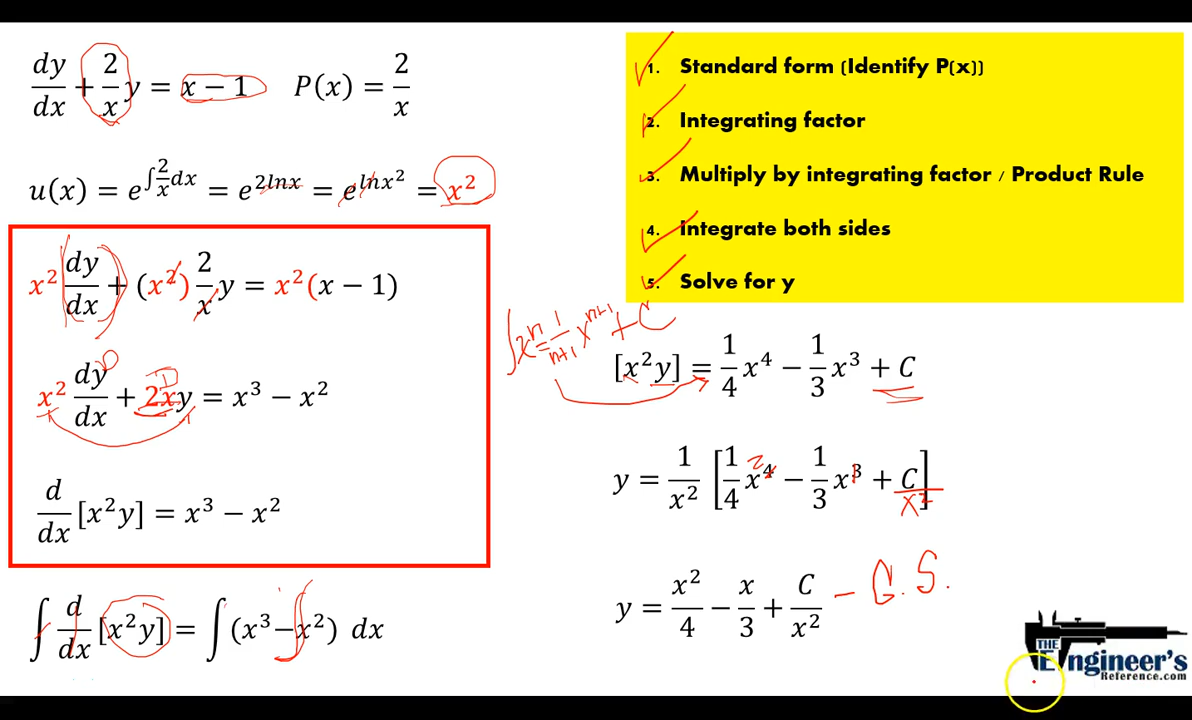 dy/dx + 2/x y = x − 1 P(x) = 2/x
u(x) = e^∫2/x dx = e^2lnx = e^lnx² = x²
x² dy/dx + (x²) 2/x y = x²(x − 1)
x² dy/dx + 2xy = x³ − x²
d/dx [x²y] = x³ − x²
∫ d/dx [x²y] = ∫(x³ − x²) dx
1. Standard form (Identify P(x))
2. Integrating factor
3. Multiply by integrating factor / Product Rule
4. Integrate both sides
5. Solve for y
∫xⁿ = 1/n+1 x^n+1 + C
[x²y] = 1/4 x⁴ − 1/3 x³ + C
y = 1/x² [1/4 x⁴ − 1/3 x³ + C]
2 1 x²
y = x²/4 − x/3 + C/x² – G.S.
THE
Engineer's
Reference.com